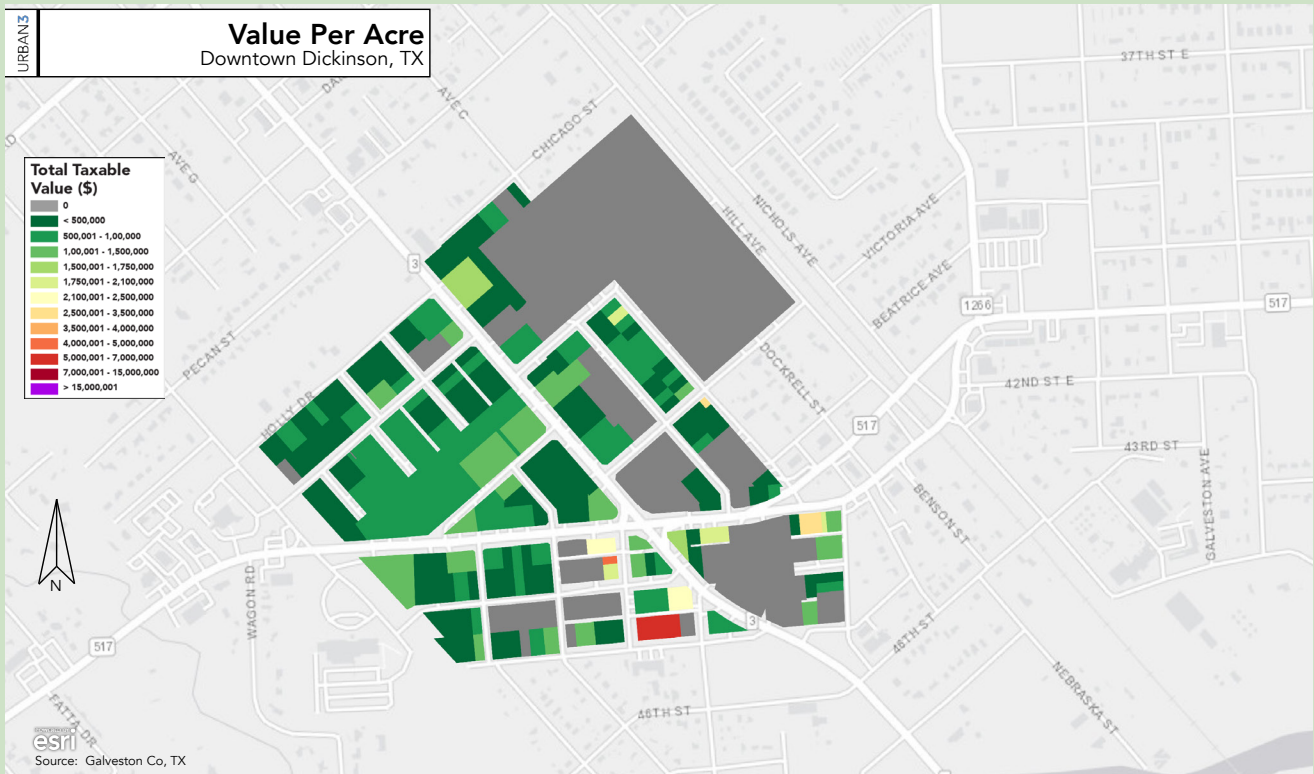 URBAN3
Value Per Acre
Downtown Dickinson, TX
Total Taxable
Value ($)
0
< 500,000
500,001 - 1,00,000
1,00,001 - 1,500,000
1,500,001 - 1,750,000
1,750,001 - 2,100,000
2,100,001 - 2,500,000
2,500,001 - 3,500,000
3,500,001 - 4,000,000
4,000,001 - 5,000,000
5,000,001 - 7,000,000
7,000,001 - 15,000,000
> 15,000,001
37TH ST E
AVE C
CHICAGO ST
AVE G
HILL AVE
NICHOLS AVE
VICTORIA AVE
BEATRICE AVE
3
1266
517
PECAN ST
DOCKRELL ST
42ND ST E
HOLLY DR
517
43RD ST
GALVESTON AVE
BENSON ST
N
WAGON RD
517
3
46TH ST
NEBRASKA ST
46TH ST
FATTA DR
POWERED BY
esri
Source: Galveston Co, TX